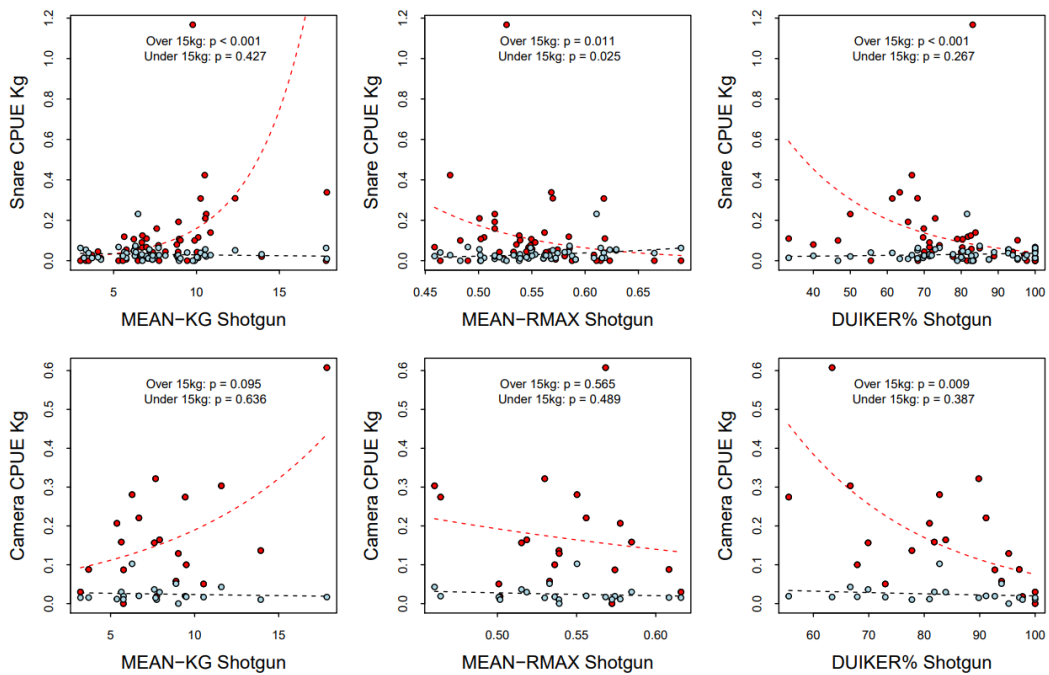 Over 15kg: p < 0.001
Under 15kg: p = 0.427
Snare CPUE Kg
0.0 0.2 0.4 0.6 0.8 1.0 1.2
5 10 15
MEAN−KG Shotgun
Over 15kg: p = 0.011
Under 15kg: p = 0.025
Snare CPUE Kg
0.0 0.2 0.4 0.6 0.8 1.0 1.2
0.45 0.50 0.55 0.60 0.65
MEAN−RMAX Shotgun
Over 15kg: p < 0.001
Under 15kg: p = 0.267
Snare CPUE Kg
0.0 0.2 0.4 0.6 0.8 1.0 1.2
40 50 60 70 80 90 100
DUIKER% Shotgun
Over 15kg: p = 0.095
Under 15kg: p = 0.636
Camera CPUE Kg
0.0 0.1 0.2 0.3 0.4 0.5 0.6
5 10 15
MEAN−KG Shotgun
Over 15kg: p = 0.565
Under 15kg: p = 0.489
Camera CPUE Kg
0.0 0.1 0.2 0.3 0.4 0.5 0.6
0.50 0.55 0.60
MEAN−RMAX Shotgun
Over 15kg: p = 0.009
Under 15kg: p = 0.387
Camera CPUE Kg
0.0 0.1 0.2 0.3 0.4 0.5 0.6
60 70 80 90 100
DUIKER% Shotgun